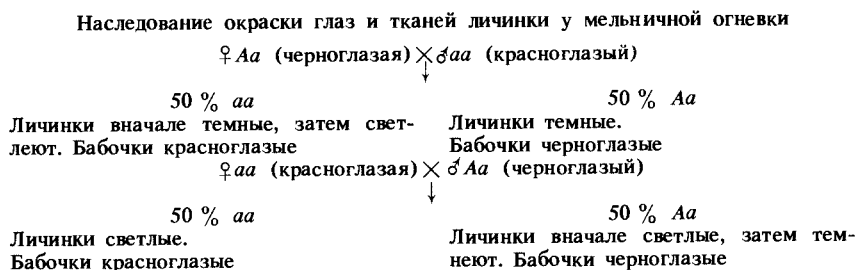 Наследование окраски глаз и тканей личинки у мельничной огневки
♀Aa (черноглазая)×♂aa (красноглазый)
↓
50 % aa 50 % Aa
Личинки вначале темные, затем свет- Личинки темные.
леют. Бабочки красноглазые Бабочки черноглазые
♀aa (красноглазая)×♂Aa (черноглазый)
↓
50 % aa 50 % Aa
Личинки светлые. Личинки вначале светлые, затем тем-
Бабочки красноглазые неют. Бабочки черноглазые